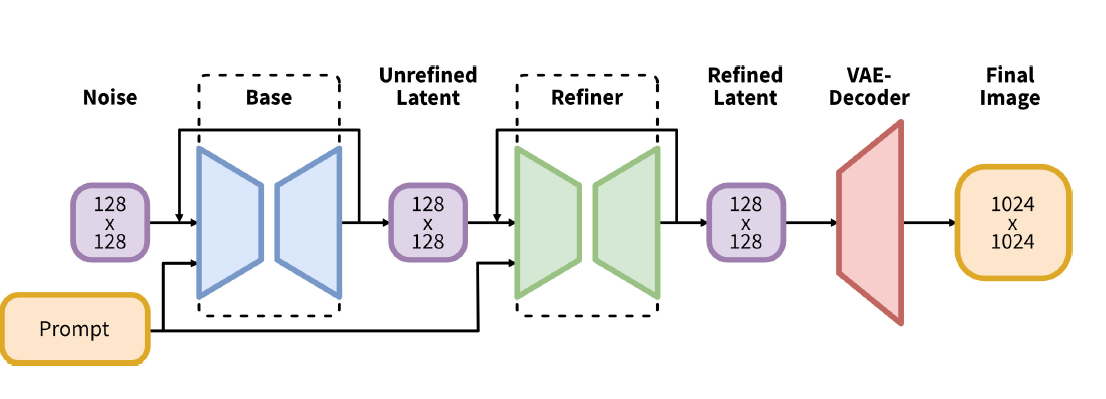 Noise
Base
Unrefined
Latent
Refiner
Refined
Latent
VAE-
Decoder
Final
Image
128
x
128
128
x
128
128
x
128
1024
x
1024
Prompt